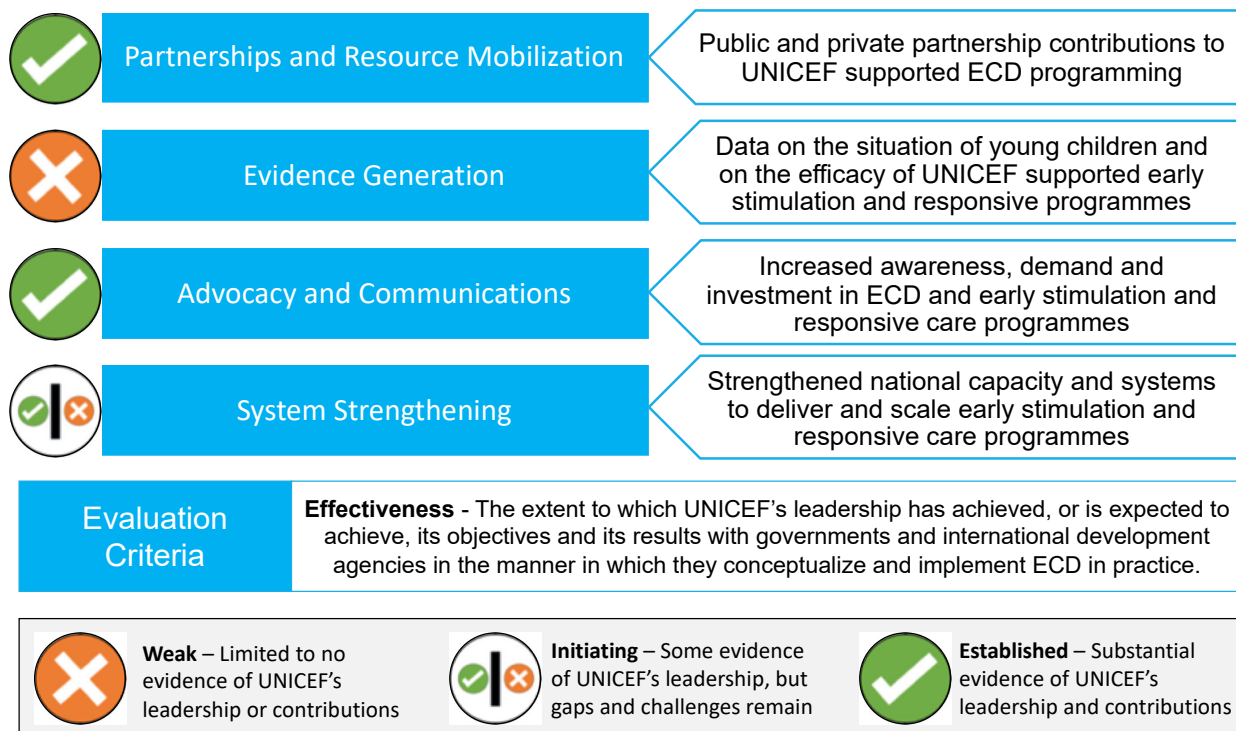 Partnerships and Resource Mobilization
Public and private partnership contributions to
UNICEF supported ECD programming
Evidence Generation
Data on the situation of young children and
on the efficacy of UNICEF supported early
stimulation and responsive programmes
Advocacy and Communications
Increased awareness, demand and
investment in ECD and early stimulation and
responsive care programmes
System Strengthening
Strengthened national capacity and systems
to deliver and scale early stimulation and
responsive care programmes
Evaluation
Criteria
Effectiveness - The extent to which UNICEF’s leadership has achieved, or is expected to
achieve, its objectives and its results with governments and international development
agencies in the manner in which they conceptualize and implement ECD in practice.
Weak – Limited to no
evidence of UNICEF’s
leadership or contributions
Initiating – Some evidence
of UNICEF’s leadership, but
gaps and challenges remain
Established – Substantial
evidence of UNICEF’s
leadership and contributions